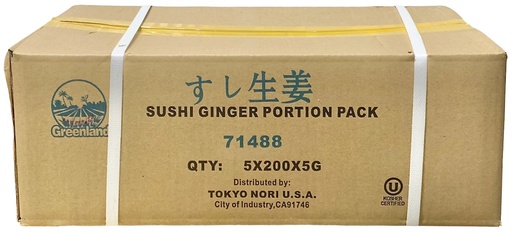 すし生姜
SUSHI GINGER PORTION PACK
Greenland
71488
QTY: 5X200X5G
Distributed by:
TOKYO NORI U.S.A.
City of Industry,CA91746
U
KOSHER
CERTIFIED